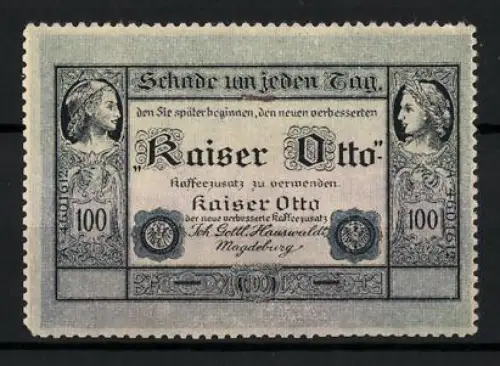 Schade um jeden Tag,
den Sie später beginnen, den neuen verbesserten
„Kaiser Otto"
Kaffeezusatz zu verwenden.
Kaiser Otto
der neue verbesserte Kaffeezusatz
Joh. Gottl. Hauswaldt,
Magdeburg
100
100
100